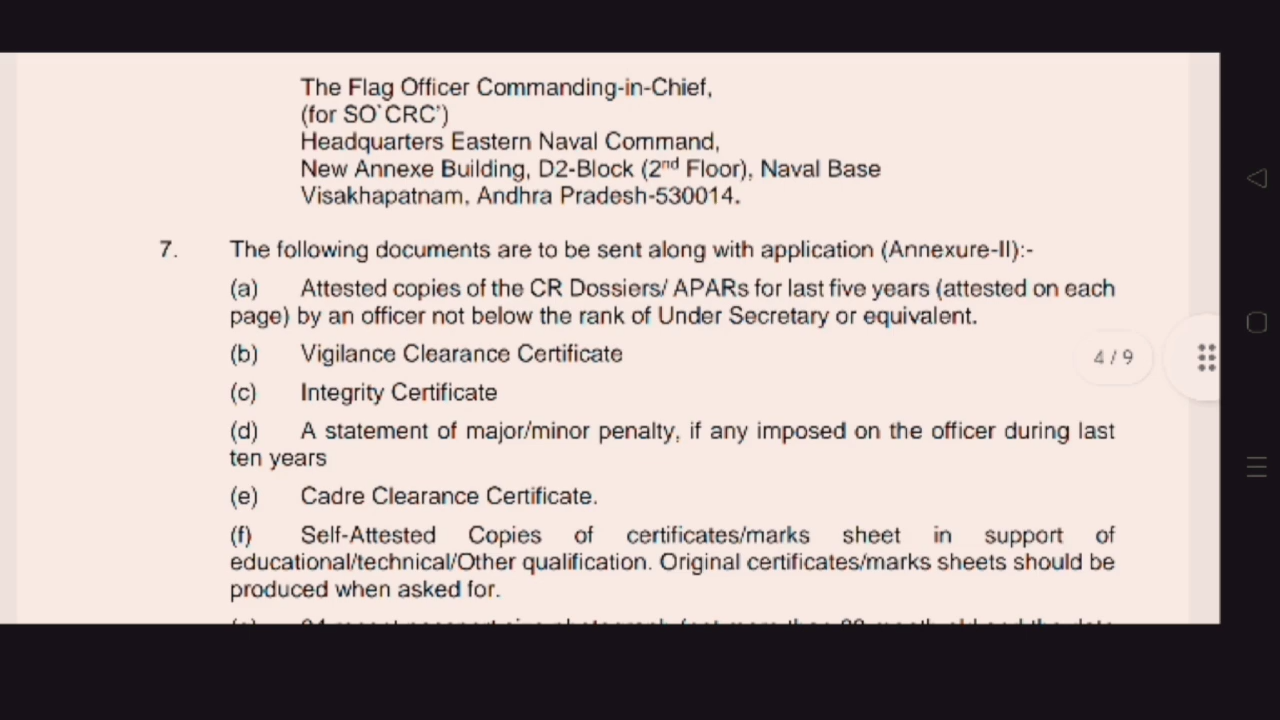 The Flag Officer Commanding-in-Chief,
(for SO`CRC')
Headquarters Eastern Naval Command,
New Annexe Building, D2-Block (2nd Floor), Naval Base
Visakhapatnam, Andhra Pradesh-530014.
7. The following documents are to be sent along with application (Annexure-II):-
(a) Attested copies of the CR Dossiers/ APARs for last five years (attested on each
page) by an officer not below the rank of Under Secretary or equivalent.
(b) Vigilance Clearance Certificate
4 / 9
(c) Integrity Certificate
(d) A statement of major/minor penalty, if any imposed on the officer during last
ten years
(e) Cadre Clearance Certificate.
(f) Self-Attested Copies of certificates/marks sheet in support of
educational/technical/Other qualification. Original certificates/marks sheets should be
produced when asked for.